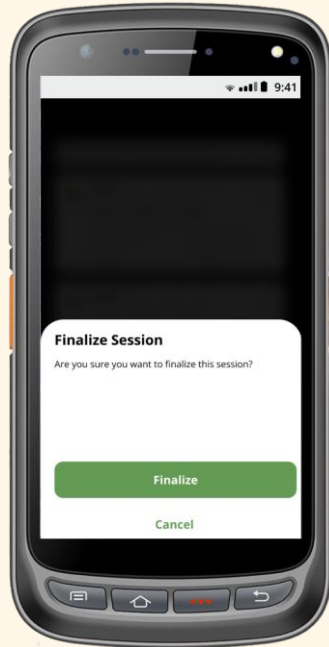 9:41
Finalize Session
Are you sure you want to finalize this session?
Finalize
Cancel